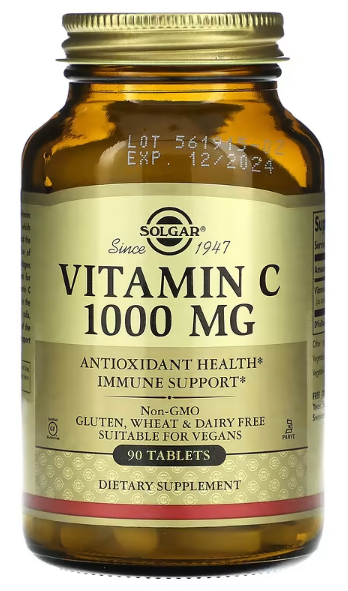 EXP. 12/2024
SOLGAR®
Since 1947
VITAMIN C
1000 MG
ANTIOXIDANT HEALTH*
IMMUNE SUPPORT*
Non-GMO
GLUTEN, WHEAT & DAIRY FREE
SUITABLE FOR VEGANS
90 TABLETS
DIETARY SUPPLEMENT
PARVE